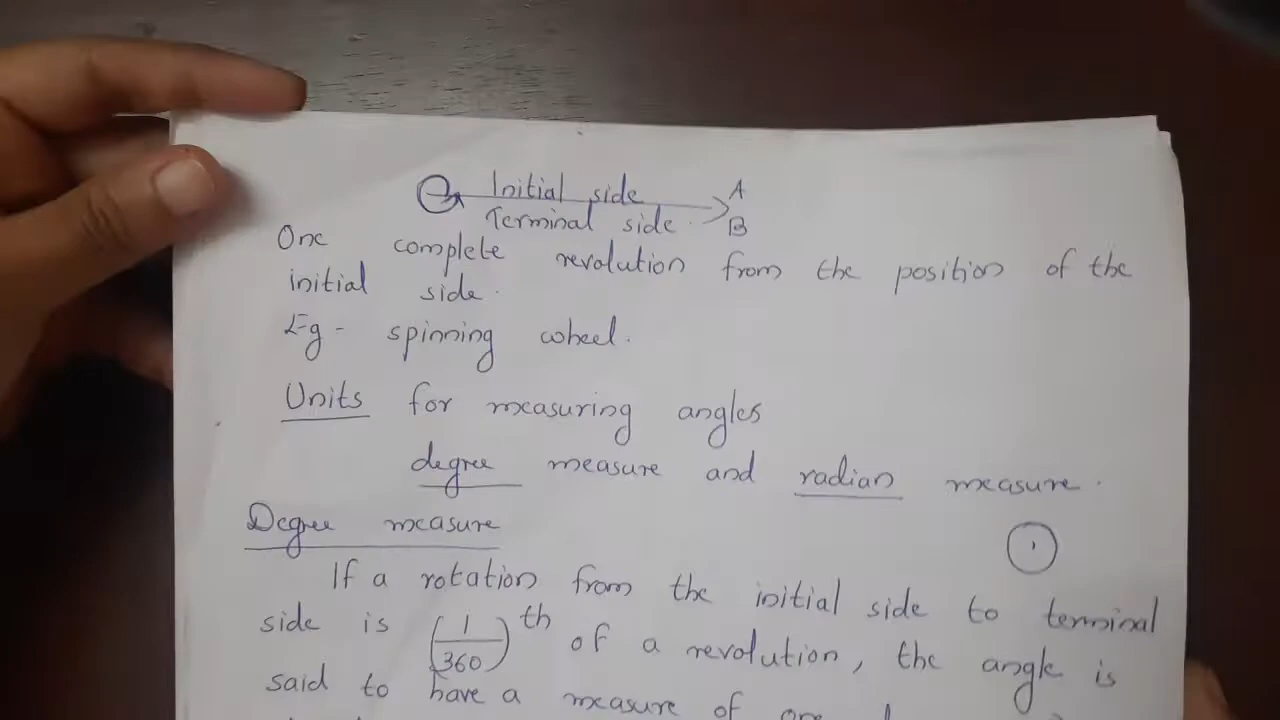 Initial side A
Terminal side. B
One complete revolution from the position of the
initial side.
Eg - spinning wheel.
Units for measuring angles
degree measure and radian measure.
Degree measure
If a rotation from the initial side to terminal
side is (1/360)th of a revolution, the angle is
said to have a measure of